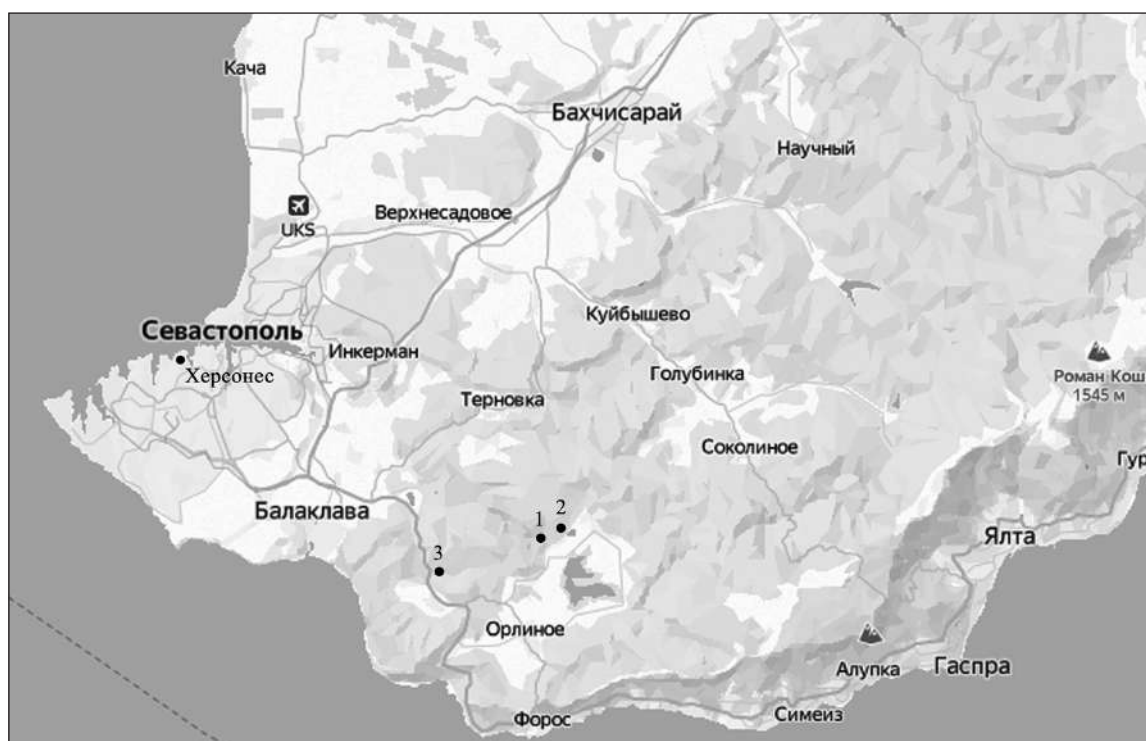 Кача
Бахчисарай
Научный
Верхнесадовое
UKS
Куйбышево
Севастополь
Инкерман
Херсонес
Голубинка
Роман Кош
1545 м
Терновка
Соколиное
Гур
Балаклава
2
1
Ялта
3
Орлиное
Алупка
Гаспра
Форос
Симеиз